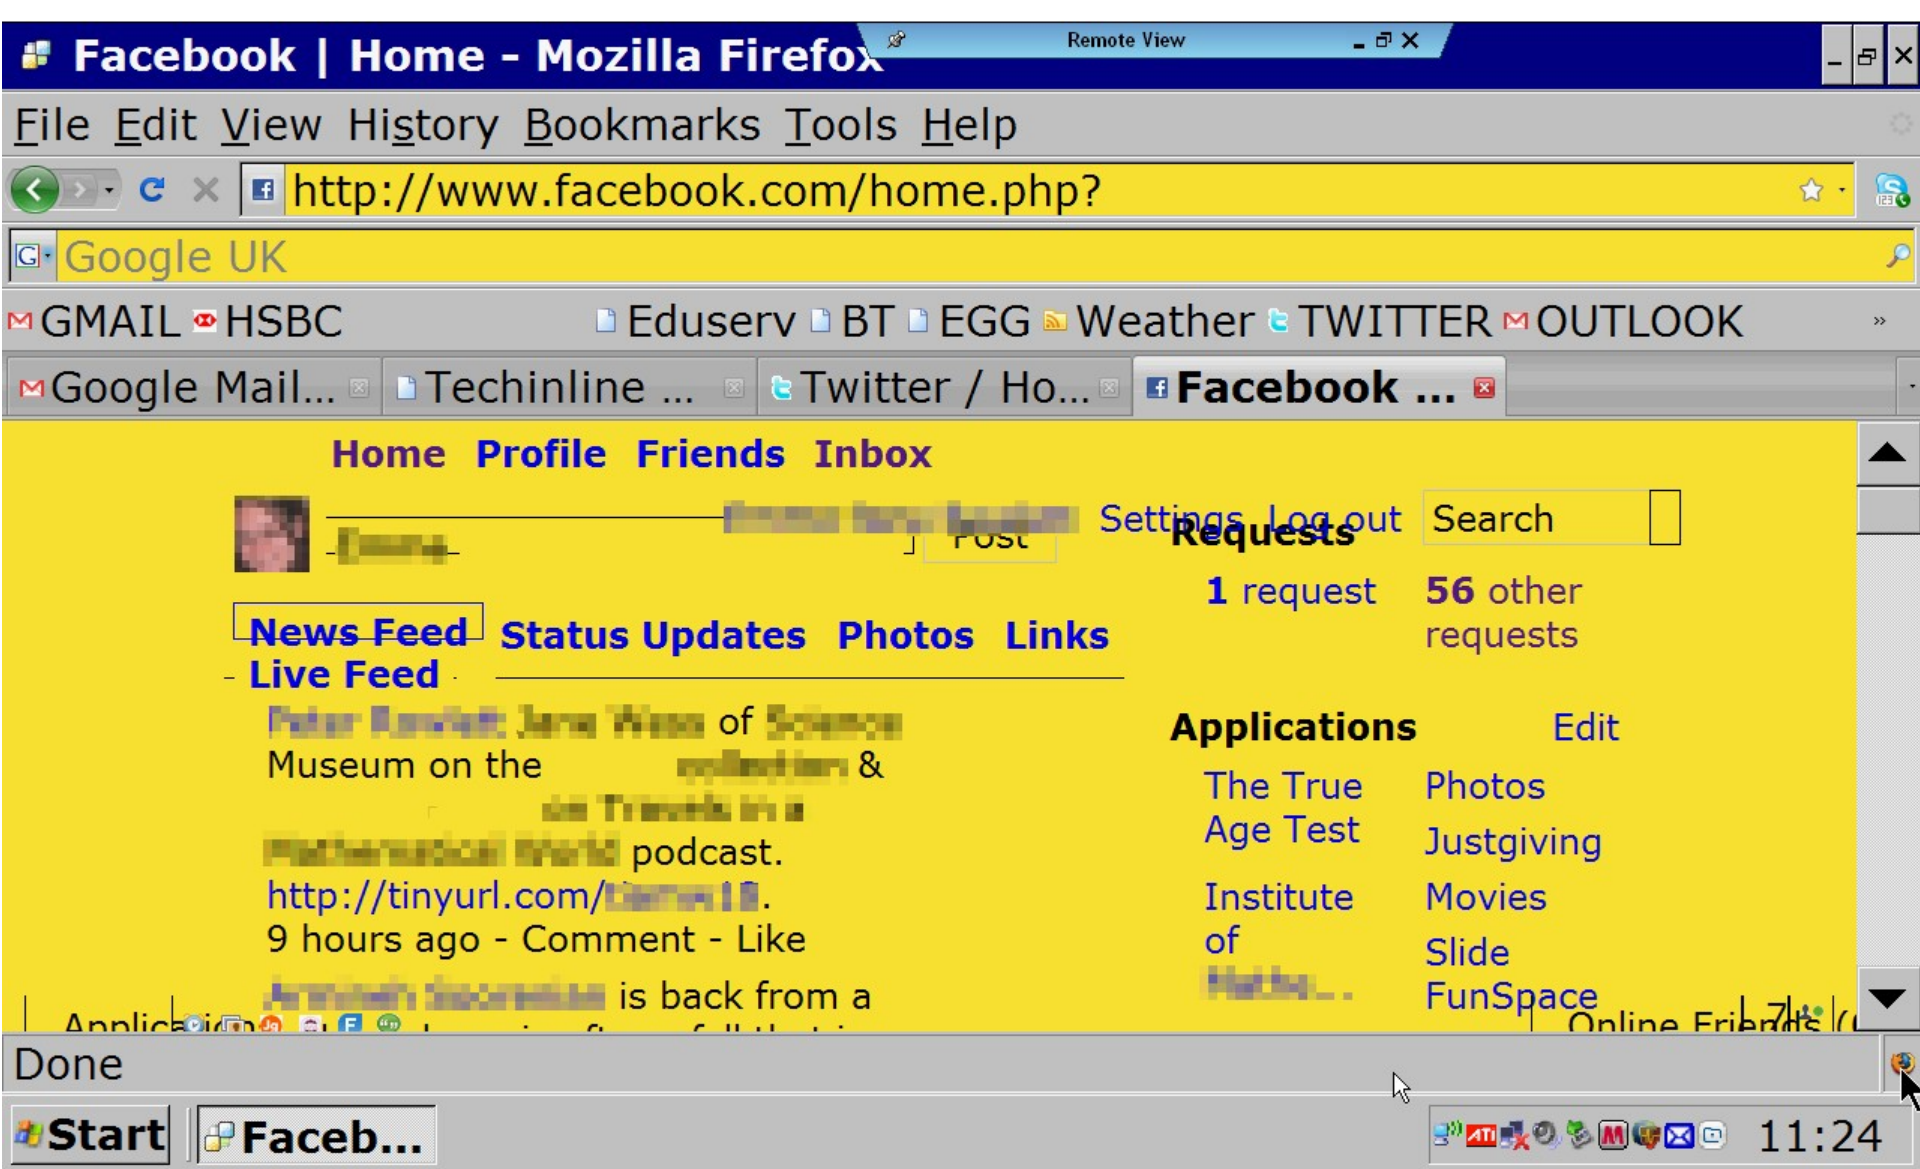 Facebook | Home - Mozilla Firefox
Remote View
File Edit View History Bookmarks Tools Help
http://www.facebook.com/home.php?
Google UK
GMAIL HSBC Eduserv BT EGG Weather TWITTER OUTLOOK »
Google Mail... Techinline ... Twitter / Ho... Facebook ...
Home Profile Friends Inbox
Settings Log out Search
Post
Requests
1 request
56 other
requests
News Feed Status Updates Photos Links
Live Feed
of
Museum on the &
podcast.
http://tinyurl.com/
9 hours ago - Comment - Like
is back from a
Applications Edit
The True
Age Test
Institute
of
Photos
Justgiving
Movies
Slide
FunSpace
Online Friends
Done
Start Faceb... ATI 11:24